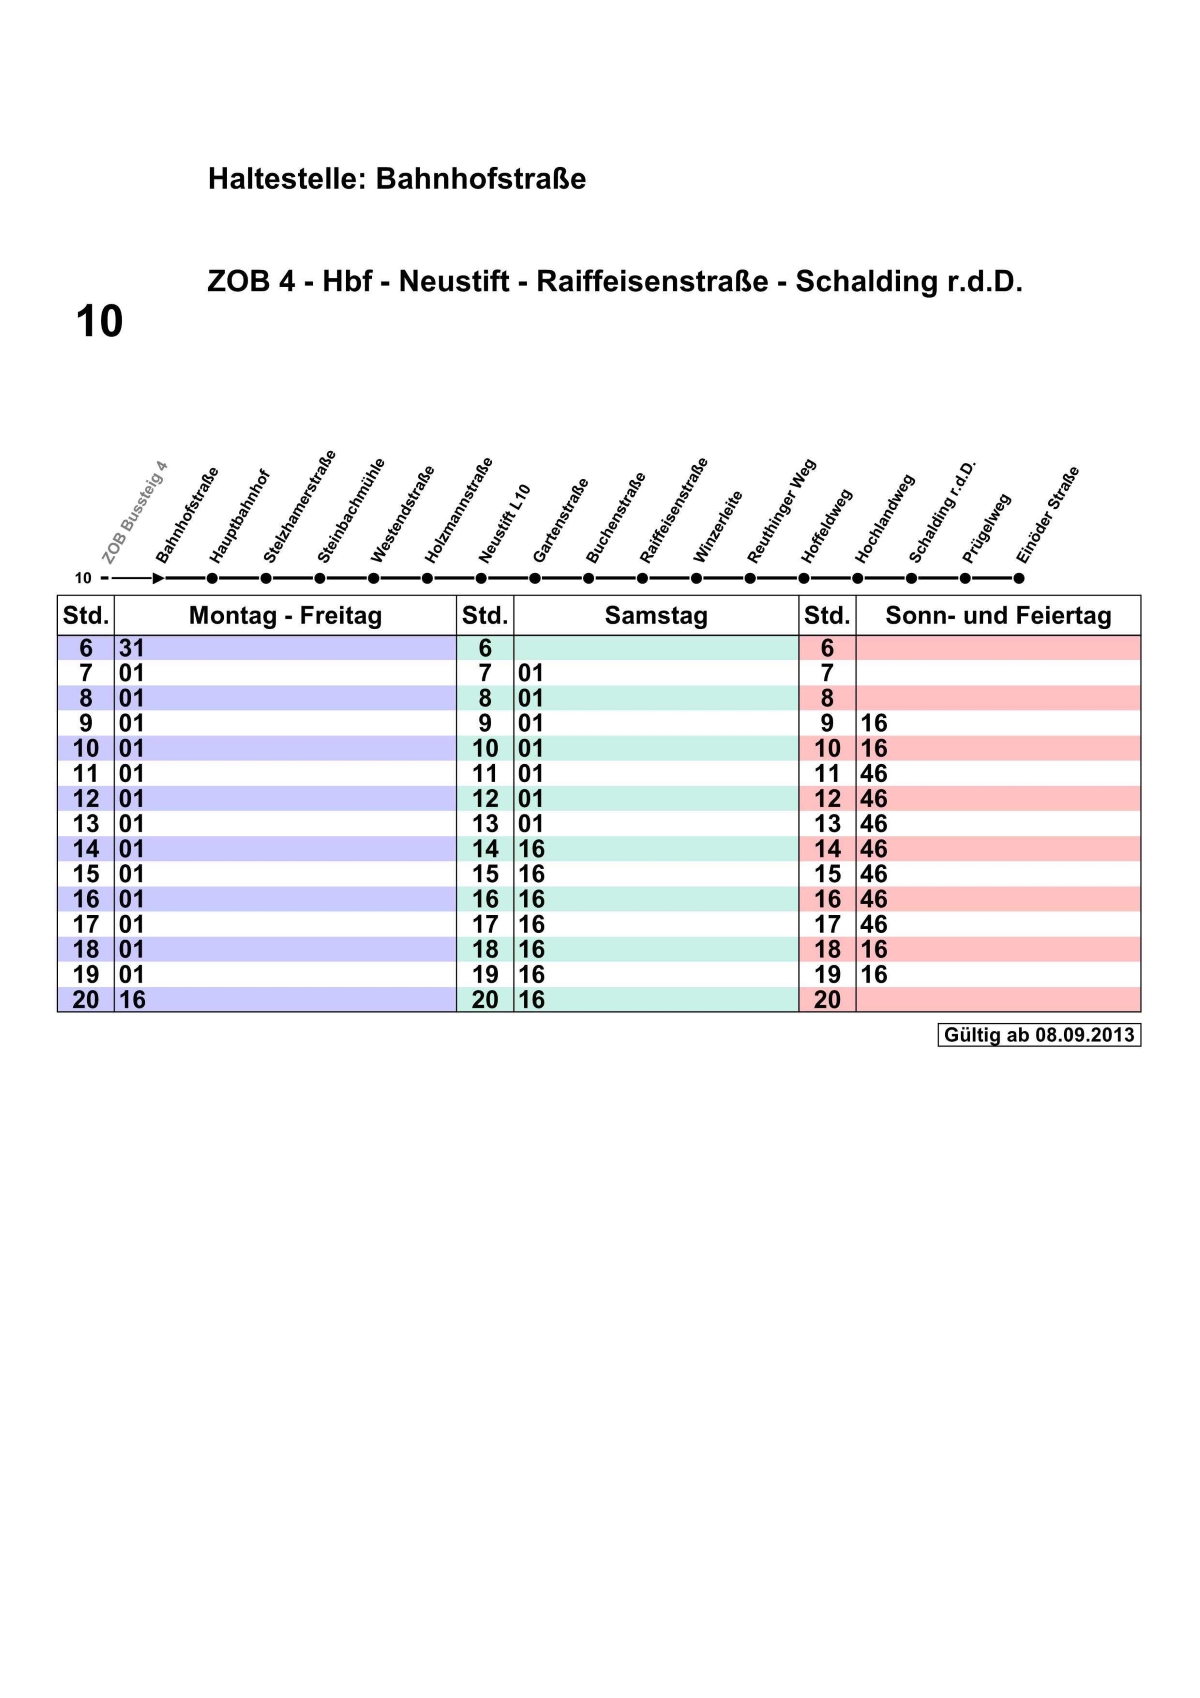 Haltestelle: Bahnhofstraße
ZOB 4 - Hbf - Neustift - Raiffeisenstraße - Schalding r.d.D.
10
ZOB Bussteig 4
Bahnhofstraße
Hauptbahnhof
Stelzhamerstraße
Steinbachmühle
Westendstraße
Holzmannstraße
Neustift L10
Gartenstraße
Buchenstraße
Raiffeisenstraße
Winzerleite
Reuthinger Weg
Hoffeldweg
Hochlandweg
Schalding r.d.D.
Prügelweg
Einöder Straße
10
Std. Montag - Freitag Std. Samstag Std. Sonn- und Feiertag
6 31 6 6
7 01 7 01 7
8 01 8 01 8
9 01 9 01 9 16
10 01 10 01 10 16
11 01 11 01 11 46
12 01 12 01 12 46
13 01 13 01 13 46
14 01 14 16 14 46
15 01 15 16 15 46
16 01 16 16 16 46
17 01 17 16 17 46
18 01 18 16 18 16
19 01 19 16 19 16
20 16 20 16 20
Gültig ab 08.09.2013